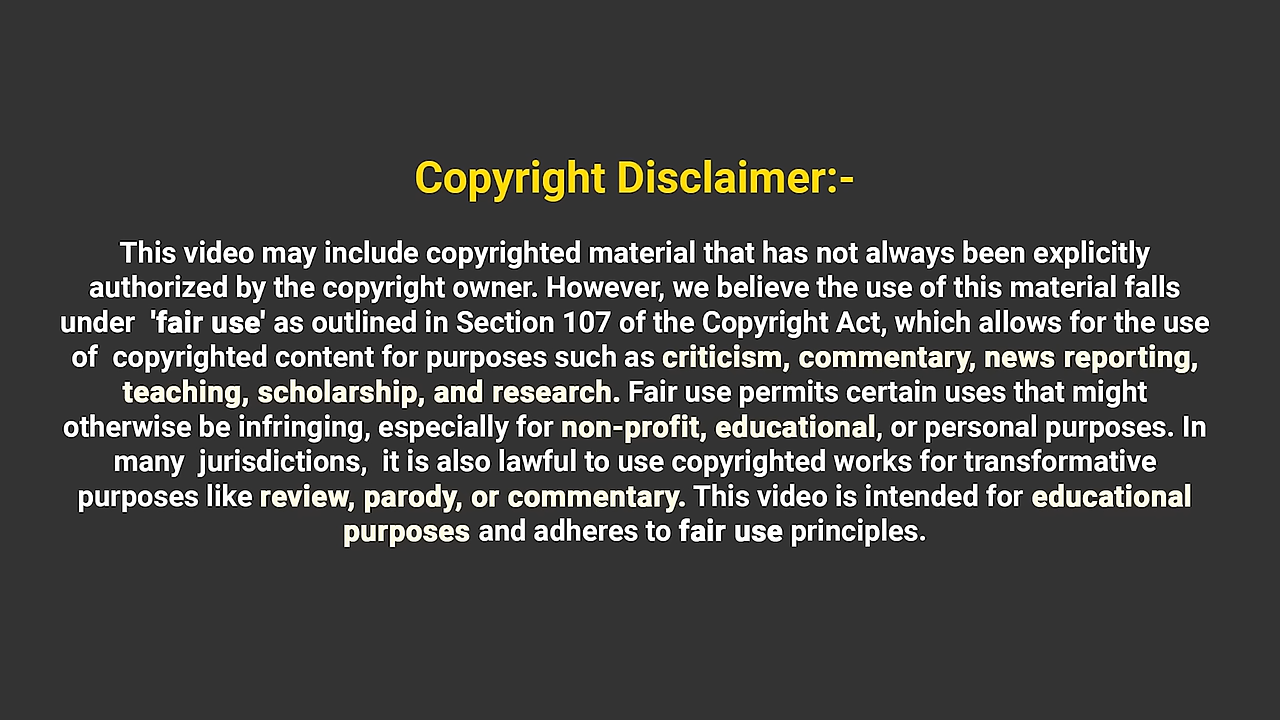 Copyright Disclaimer:-
This video may include copyrighted material that has not always been explicitly
authorized by the copyright owner. However, we believe the use of this material falls
under  'fair use' as outlined in Section 107 of the Copyright Act, which allows for the use
of  copyrighted content for purposes such as criticism, commentary, news reporting,
teaching, scholarship, and research. Fair use permits certain uses that might
otherwise be infringing, especially for non-profit, educational, or personal purposes. In
many  jurisdictions,  it is also lawful to use copyrighted works for transformative
purposes like review, parody, or commentary. This video is intended for educational
purposes and adheres to fair use principles.